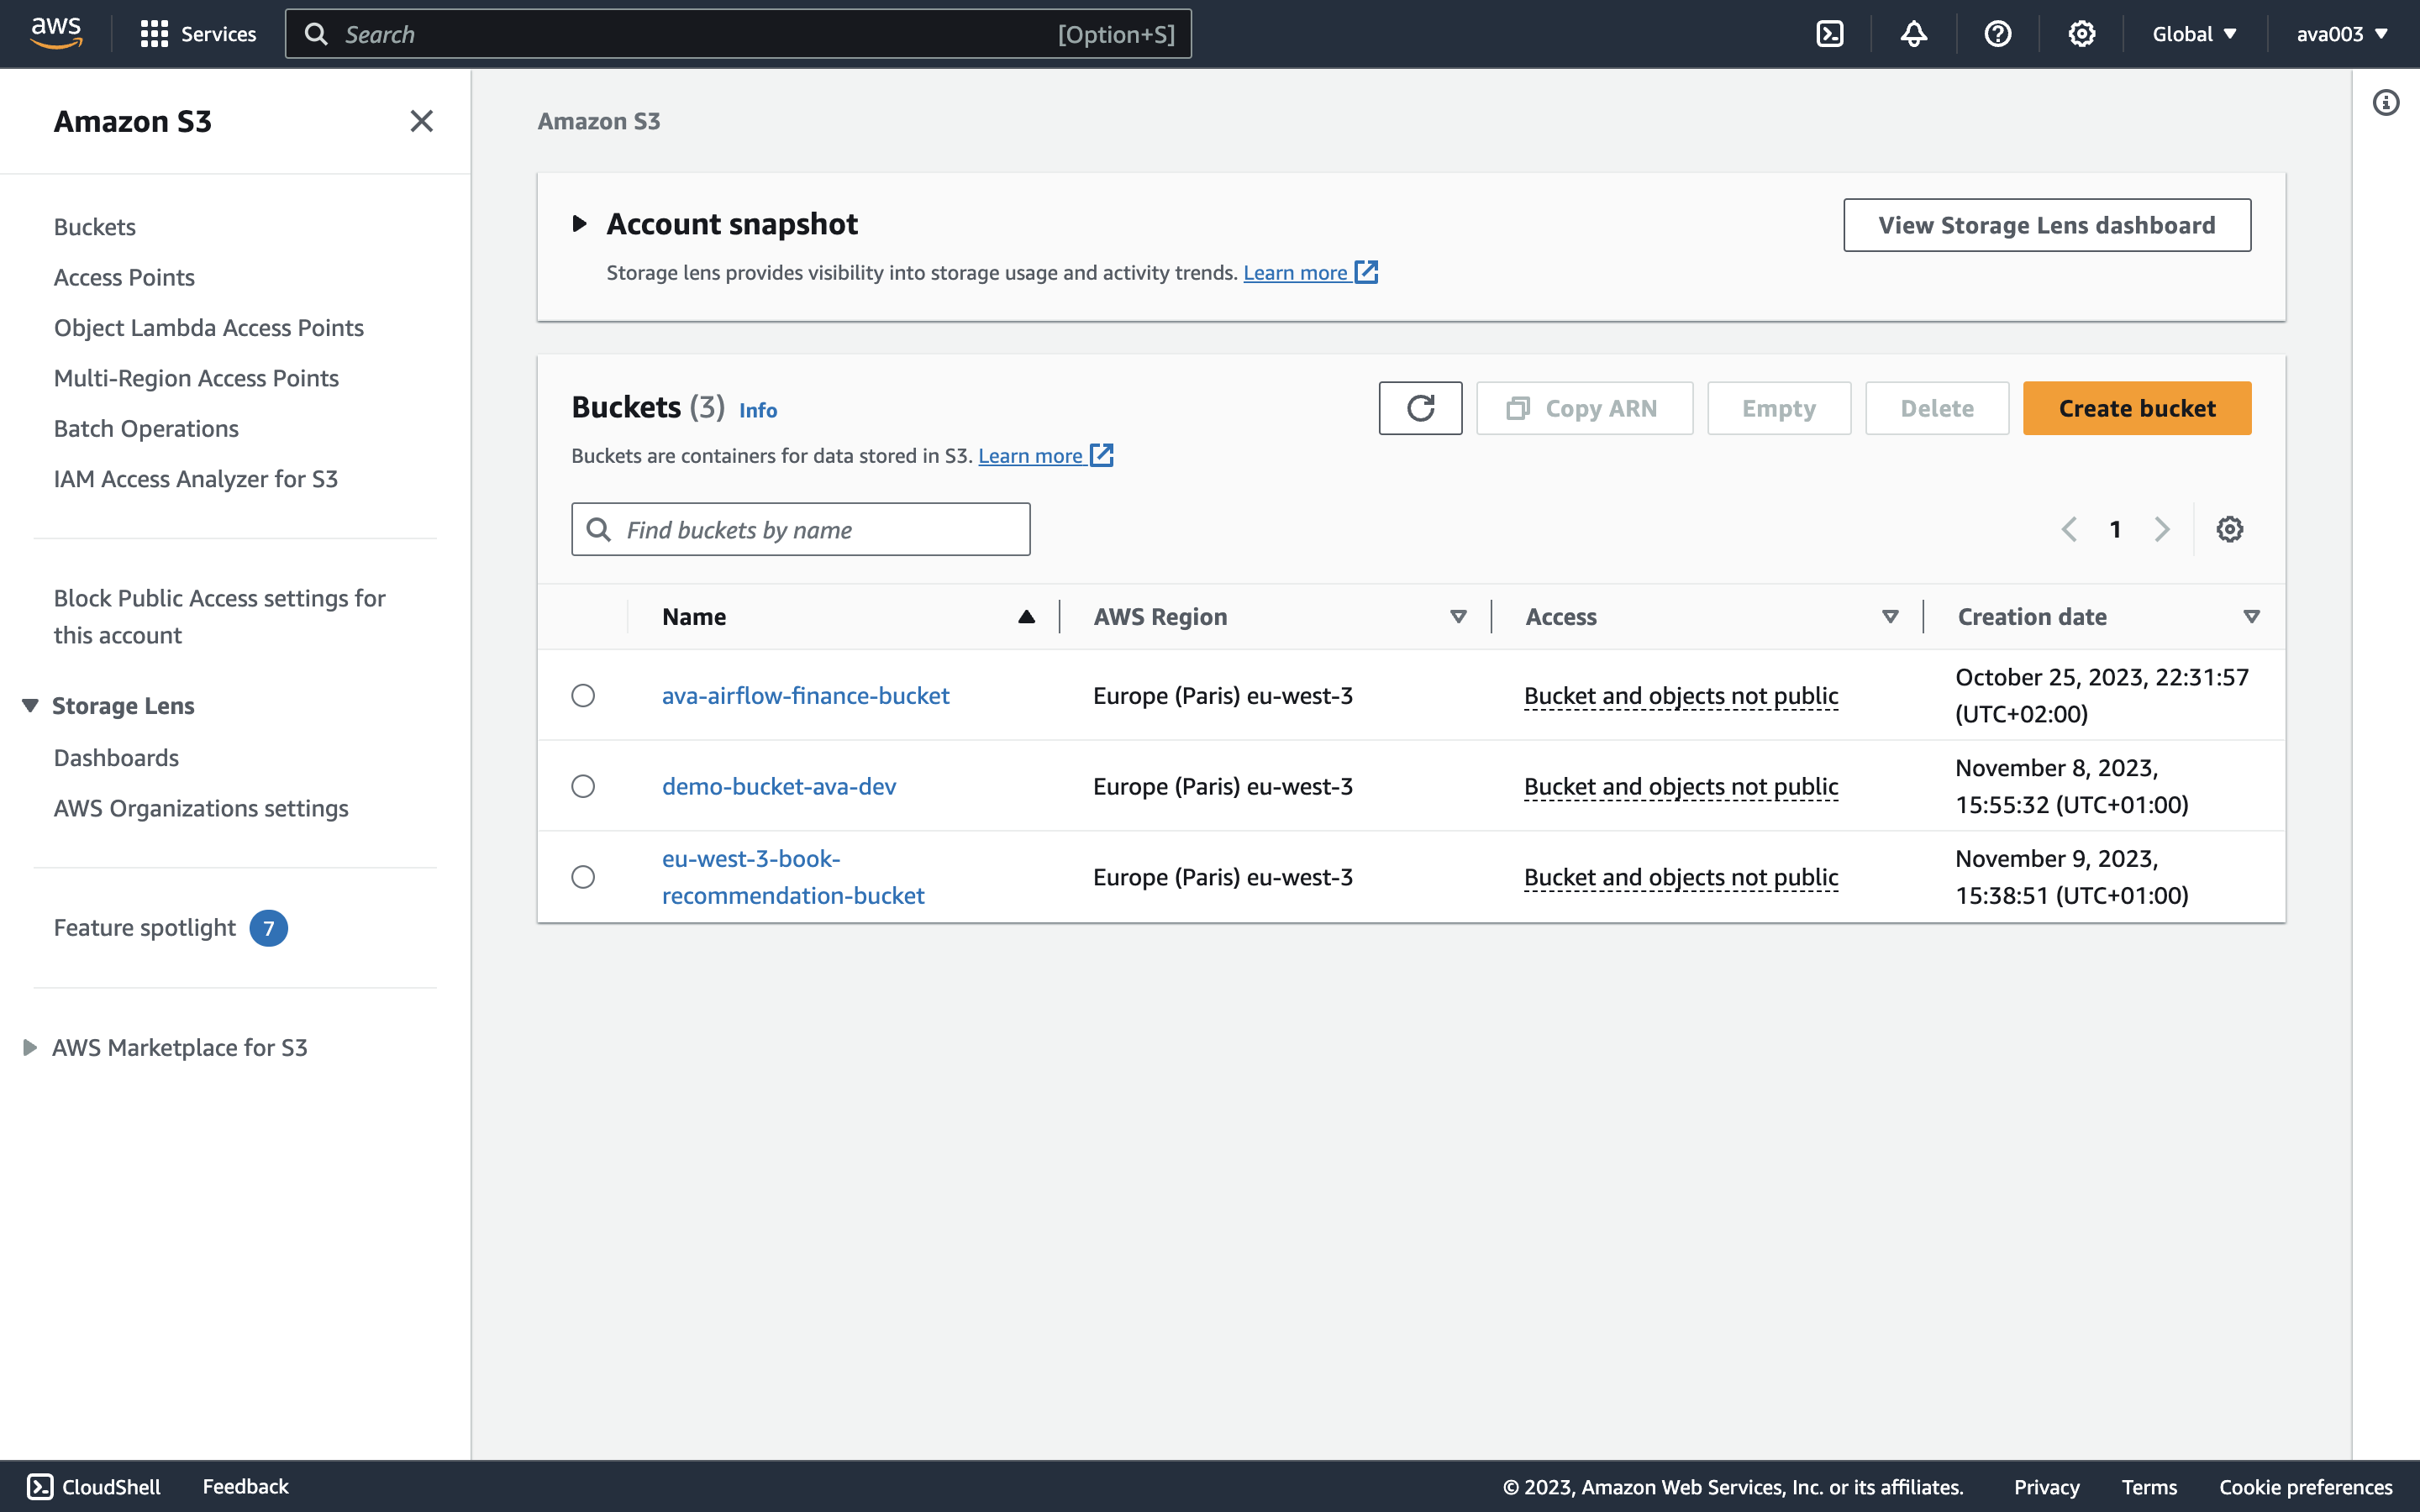 aws
Services
Search [Option+S]
Global
ava003
Amazon S3
Buckets
Access Points
Object Lambda Access Points
Multi-Region Access Points
Batch Operations
IAM Access Analyzer for S3
Block Public Access settings for
this account
Storage Lens
Dashboards
AWS Organizations settings
Feature spotlight 7
AWS Marketplace for S3
Amazon S3
Account snapshot
View Storage Lens dashboard
Storage lens provides visibility into storage usage and activity trends. Learn more
Buckets (3) Info
Copy ARN
Empty
Delete
Create bucket
Buckets are containers for data stored in S3. Learn more
Find buckets by name
1
Name AWS Region Access Creation date
ava-airflow-finance-bucket Europe (Paris) eu-west-3 Bucket and objects not public October 25, 2023, 22:31:57
(UTC+02:00)
demo-bucket-ava-dev Europe (Paris) eu-west-3 Bucket and objects not public November 8, 2023,
15:55:32 (UTC+01:00)
eu-west-3-book-
recommendation-bucket Europe (Paris) eu-west-3 Bucket and objects not public November 9, 2023,
15:38:51 (UTC+01:00)
CloudShell Feedback © 2023, Amazon Web Services, Inc. or its affiliates. Privacy Terms Cookie preferences